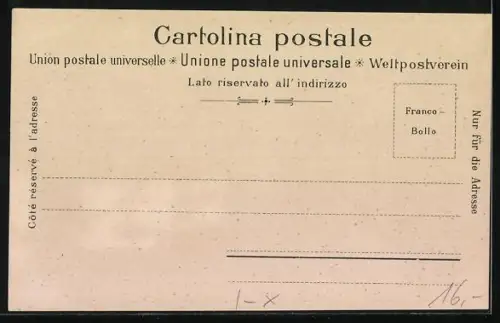 Cartolina postale
Union postale universelle * Unione postale universale * Weltpostverein
Lato riservato all'indirizzo
Franco-
Bollo
Côté réservé à l'adresse
Nur für die Adresse
1-x
16,-